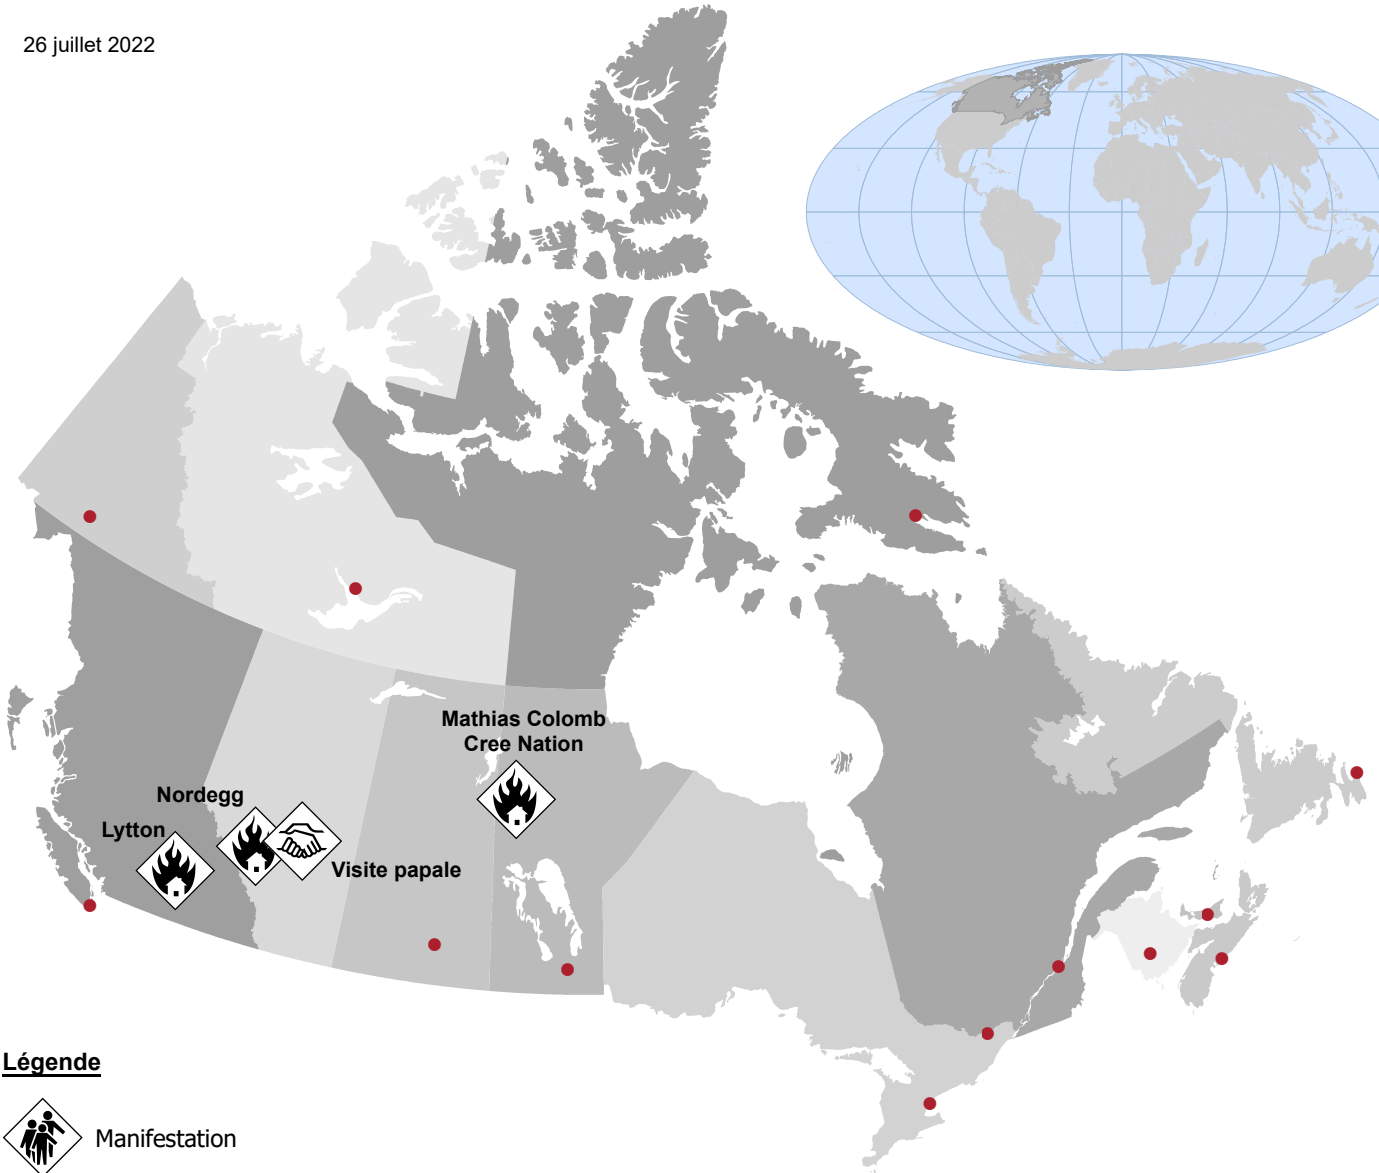 26 juillet 2022
Mathias Colomb
Cree Nation
Nordegg
Lytton
Visite papale
Légende
Manifestation